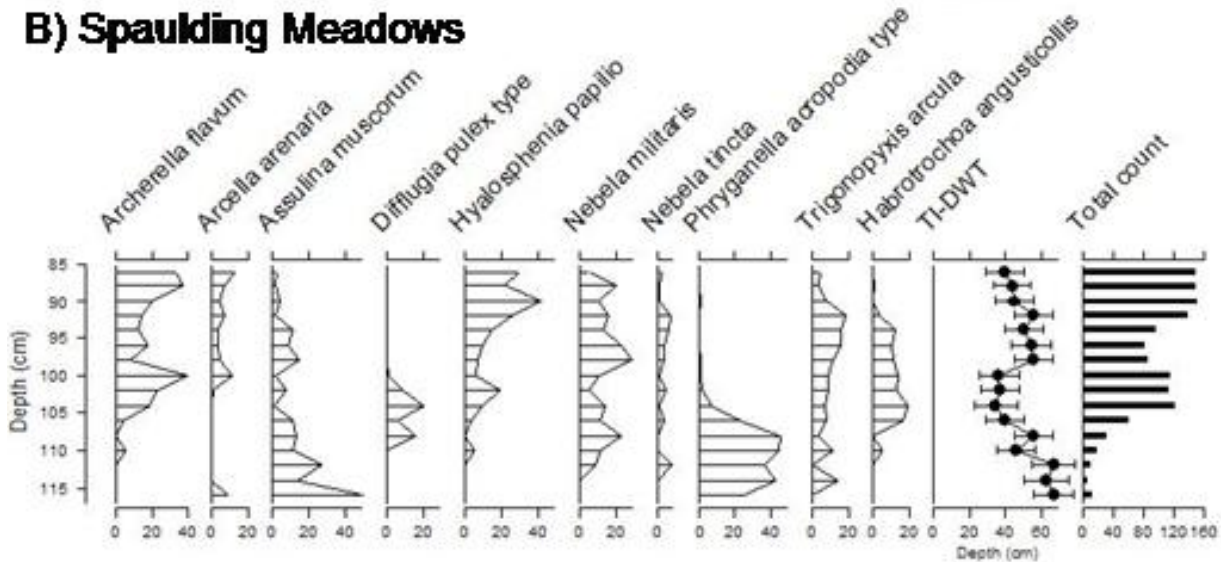 B) Spaulding Meadows
Archerella flavum
Arcella arenaria
Assulina muscorum
Difflugia pulex type
Hyalosphenia papilio
Nebela militaris
Nebela tincta
Phryganella acropodia type
Trigonopyxis arcula
Habrotrochoa angusticollis
TI-DWT
Total count
Depth (cm)
85
90
95
100
105
110
115
0 20 40 0 20 0 20 40 0 20 0 20 40 0 20 0 0 20 40 0 20 0 20 0 20 40 60 0 40 80 120 160
Depth (cm)